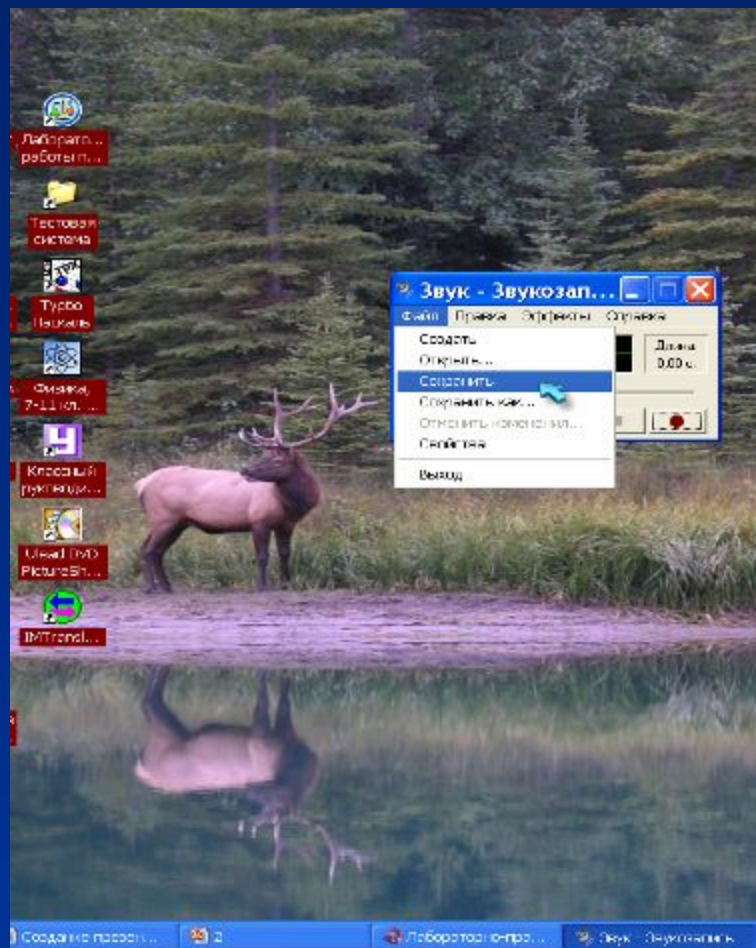 Лаборато...
работы п...
Тестовая
система
Турбо
Паскаль
Физика,
7-11 кл. ...
Классный
руководи...
Ulead DVD
PictureSh...
IMTransl...
Звук - Звукозап...
Файл Правка Эффекты Справка
Создать
Открыть...
Сохранить
Сохранить как...
Отменить изменения...
Свойства
Выход
Длина
0,00 с.
Создание презен...
2
Лабораторно-пра...
Звук - Звукозапись